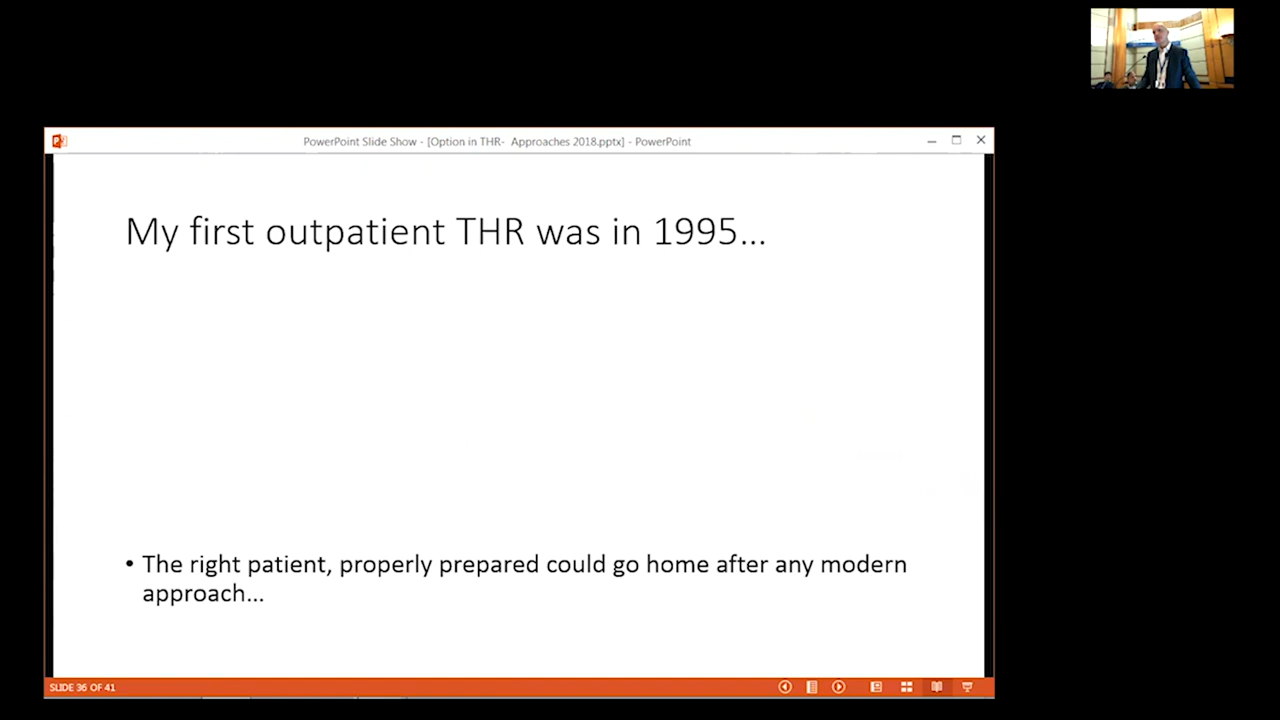 PowerPoint Slide Show - [Option in THR-  Approaches 2018.pptx] - PowerPoint
My first outpatient THR was in 1995...
• The right patient, properly prepared could go home after any modern
approach...
SLIDE 36 OF 41